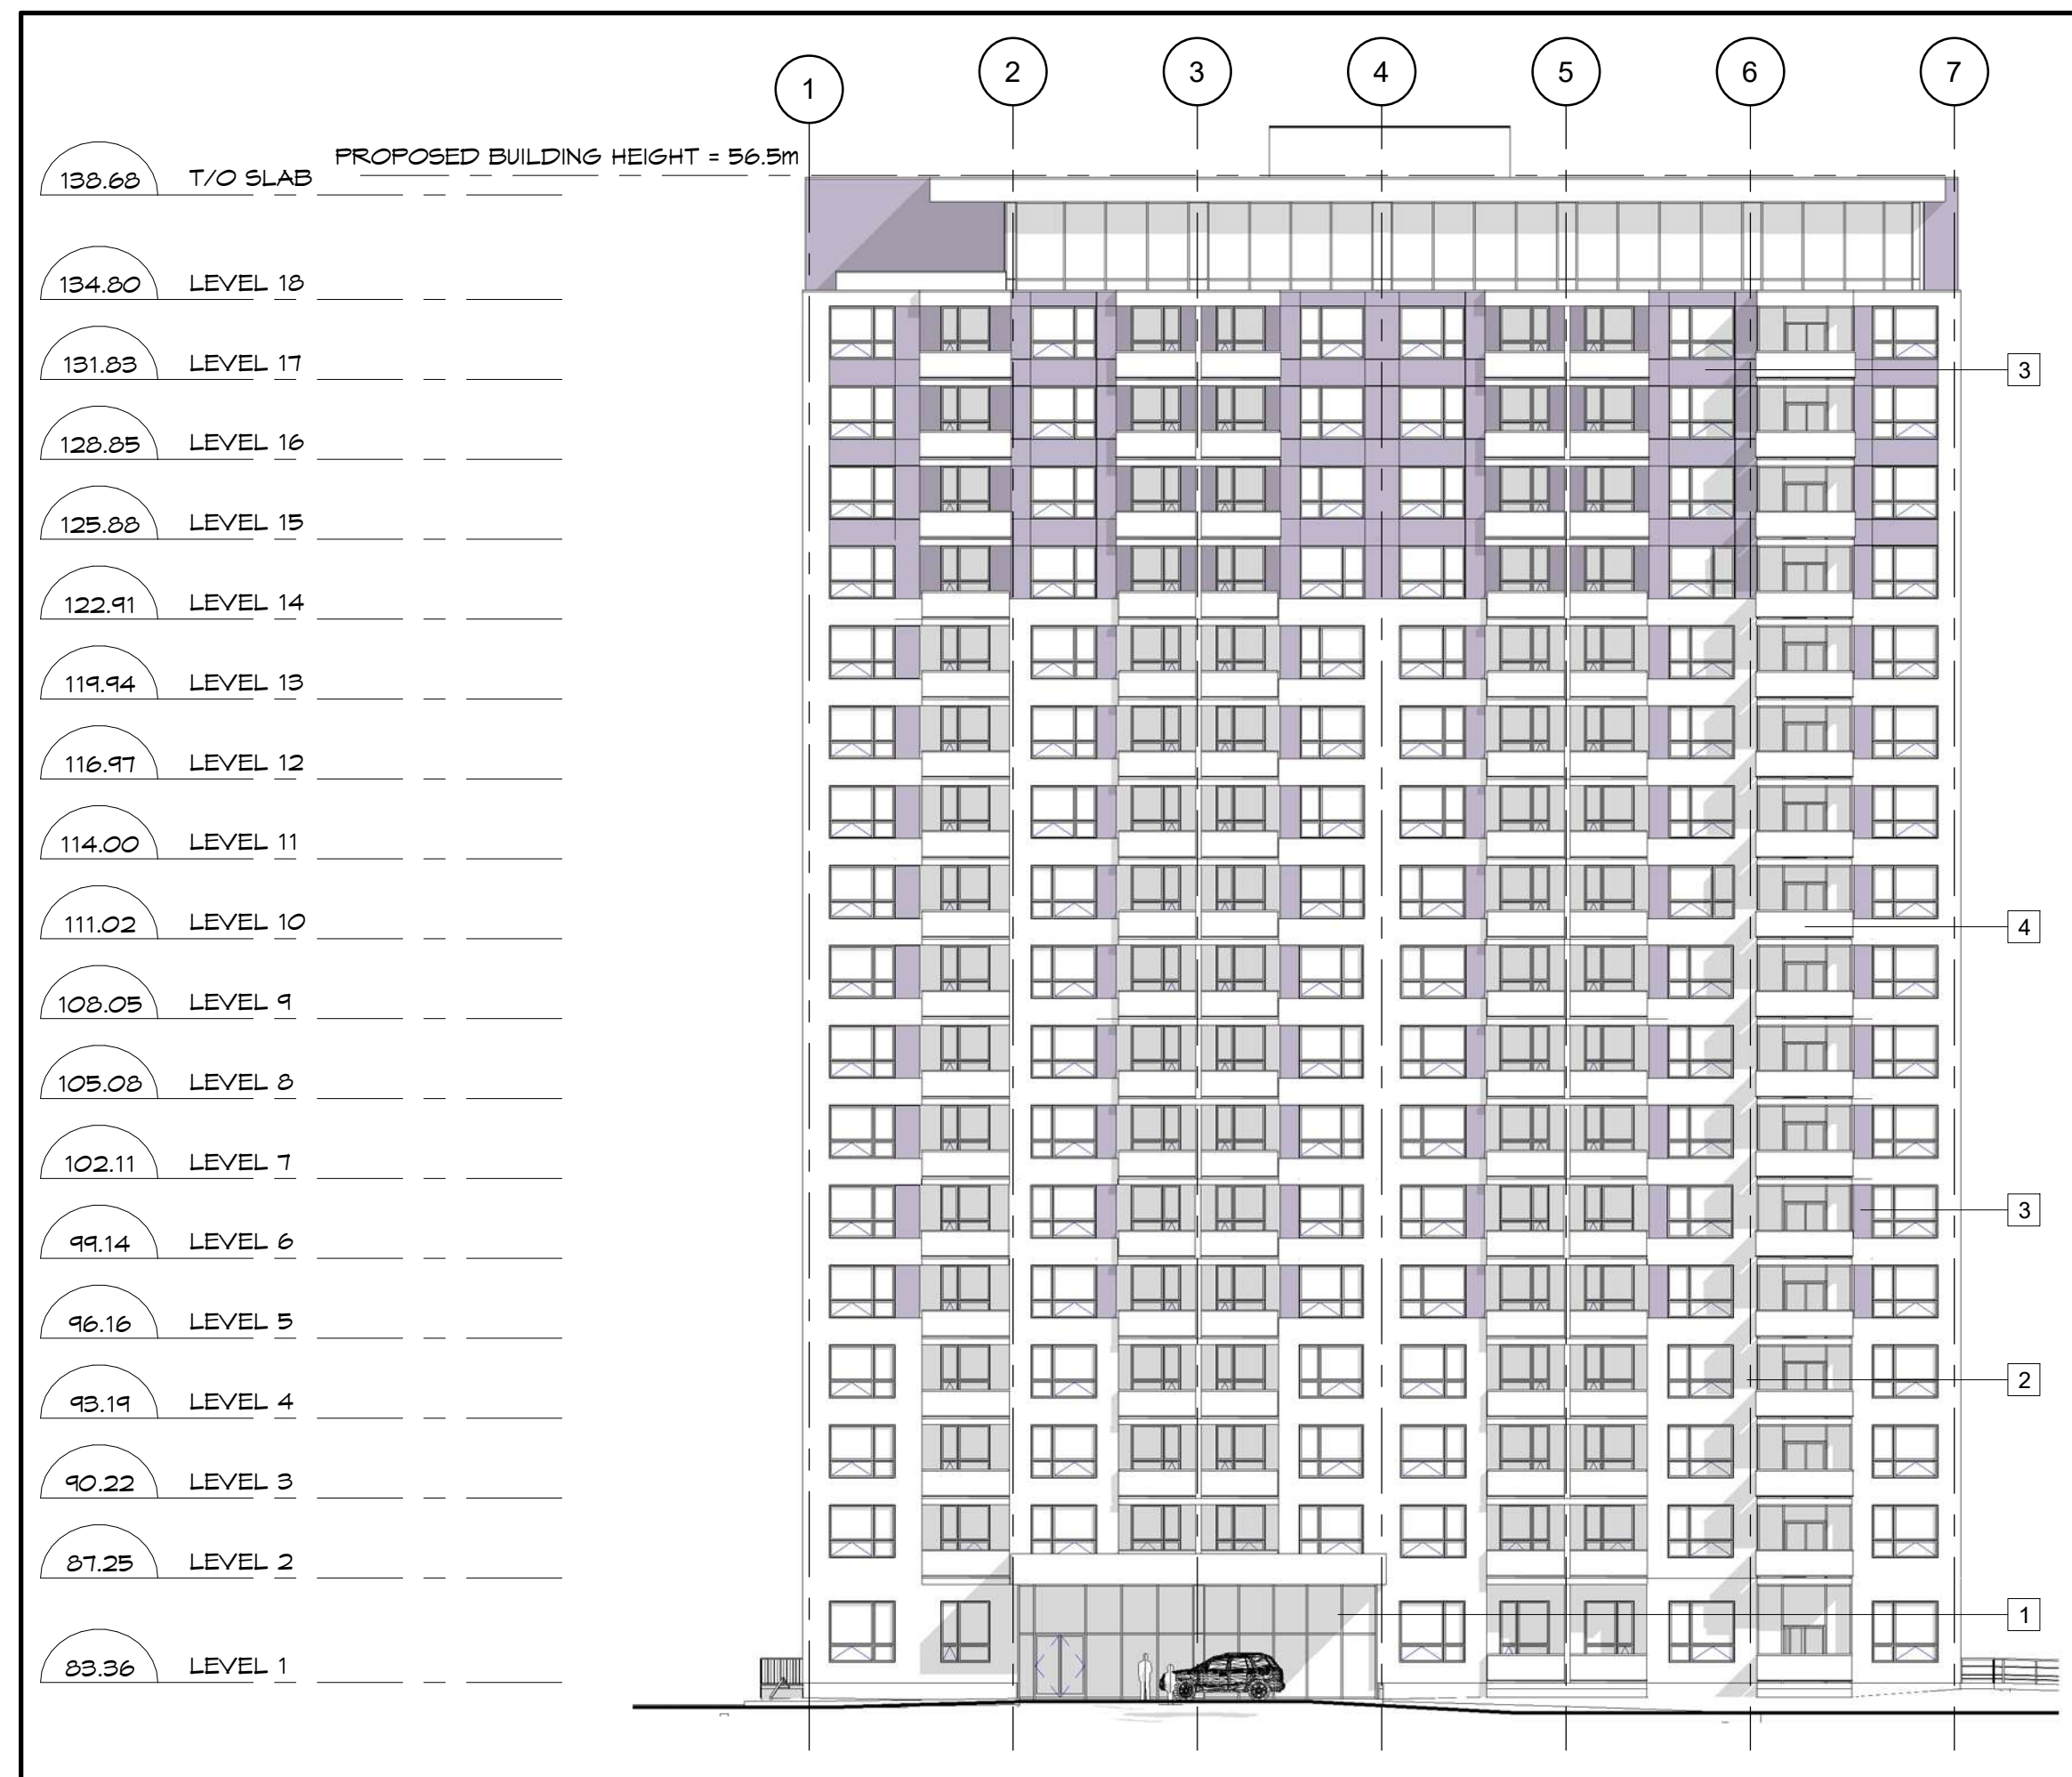 1 2 3 4 5 6 7
PROPOSED BUILDING HEIGHT = 56.5m
138.68 T/O SLAB
134.80 LEVEL 18
131.83 LEVEL 17
3
128.85 LEVEL 16
125.88 LEVEL 15
122.91 LEVEL 14
119.94 LEVEL 13
116.97 LEVEL 12
114.00 LEVEL 11
111.02 LEVEL 10
4
108.05 LEVEL 9
105.08 LEVEL 8
102.11 LEVEL 7
3
99.14 LEVEL 6
96.16 LEVEL 5
2
93.19 LEVEL 4
90.22 LEVEL 3
87.25 LEVEL 2
1
83.36 LEVEL 1